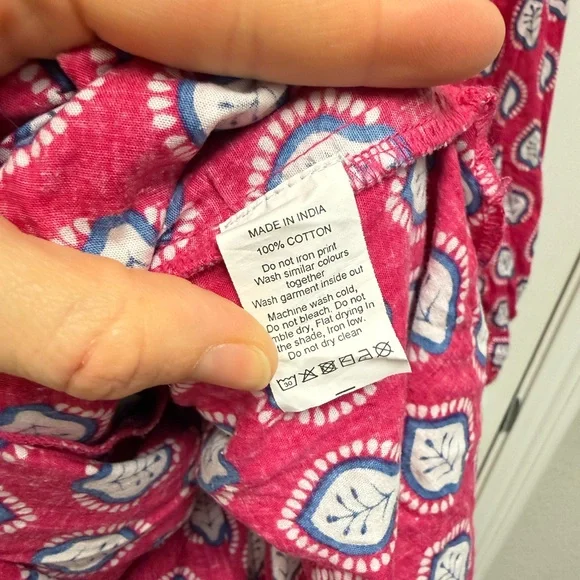 MADE IN INDIA
100% COTTON
Do not iron print
Wash similar colours
together
Wash garment inside out
Machine wash cold,
Do not bleach. Do not
mble dry, Flat drying in
the shade, Iron low.
Do not dry clean
30